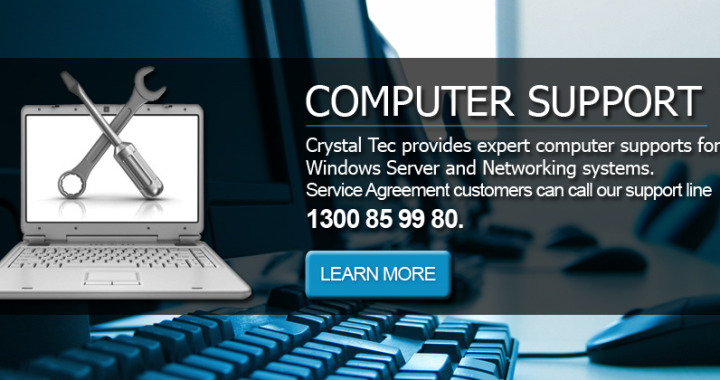 COMPUTER SUPPORT
Crystal Tec provides expert computer supports for
Windows Server and Networking systems.
Service Agreement customers can call our support line
1300 85 99 80.
LEARN MORE